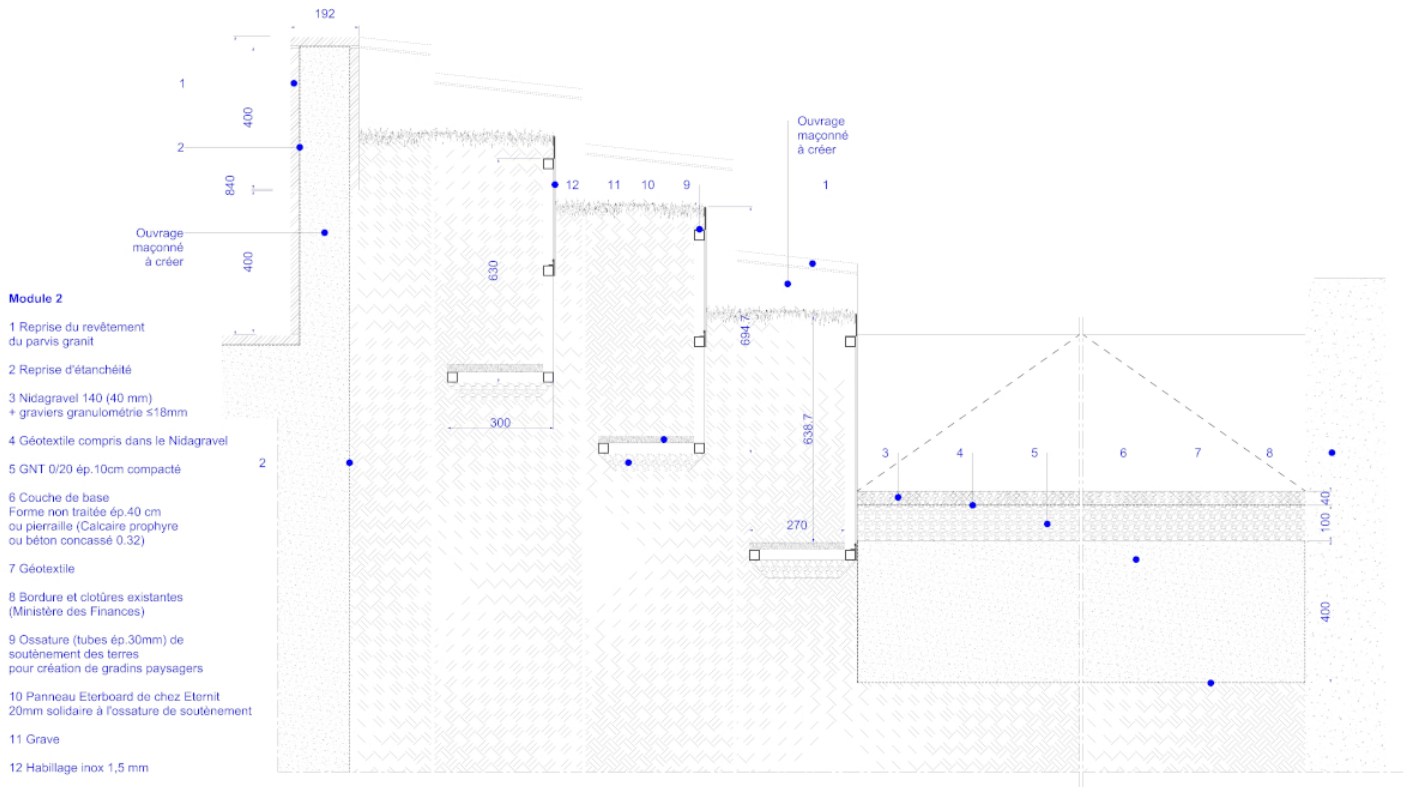 192
1
400
2
840
Ouvrage
maçonné
à créer
400
Module 2
1 Reprise du revêtement
du parvis granit
2 Reprise d'étanchéité
3 Nidagravel 140 (40 mm)
+ graviers granulométrie ≤18mm
4 Géotextile compris dans le Nidagravel
5 GNT 0/20 ép.10cm compacté
6 Couche de base
Forme non traitée ép.40 cm
ou pierraille (Calcaire prophyre
ou béton concassé 0.32)
7 Géotextile
8 Bordure et clotûres existantes
(Ministère des Finances)
9 Ossature (tubes ép.30mm) de
soutènement des terres
pour création de gradins paysagers
10 Panneau Eterboard de chez Eternit
20mm solidaire à l'ossature de soutènement
11 Grave
12 Habillage inox 1,5 mm
2
630
300
12 11 10 9
Ouvrage
maçonné
à créer
1
694.7
638.7
270
3 4 5 6 7 8
40
100
400